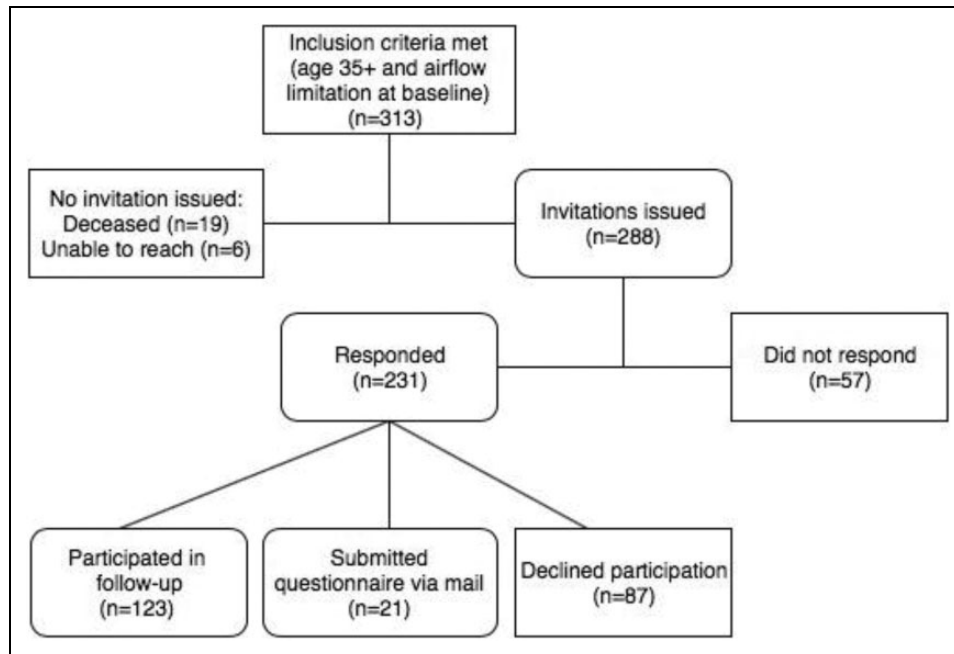 Inclusion criteria met
(age 35+ and airflow
limitation at baseline)
(n=313)
No invitation issued:
Deceased (n=19)
Unable to reach (n=6)
Invitations issued
(n=288)
Responded
(n=231)
Did not respond
(n=57)
Participated in
follow-up
(n=123)
Submitted
questionnaire via mail
(n=21)
Declined participation
(n=87)